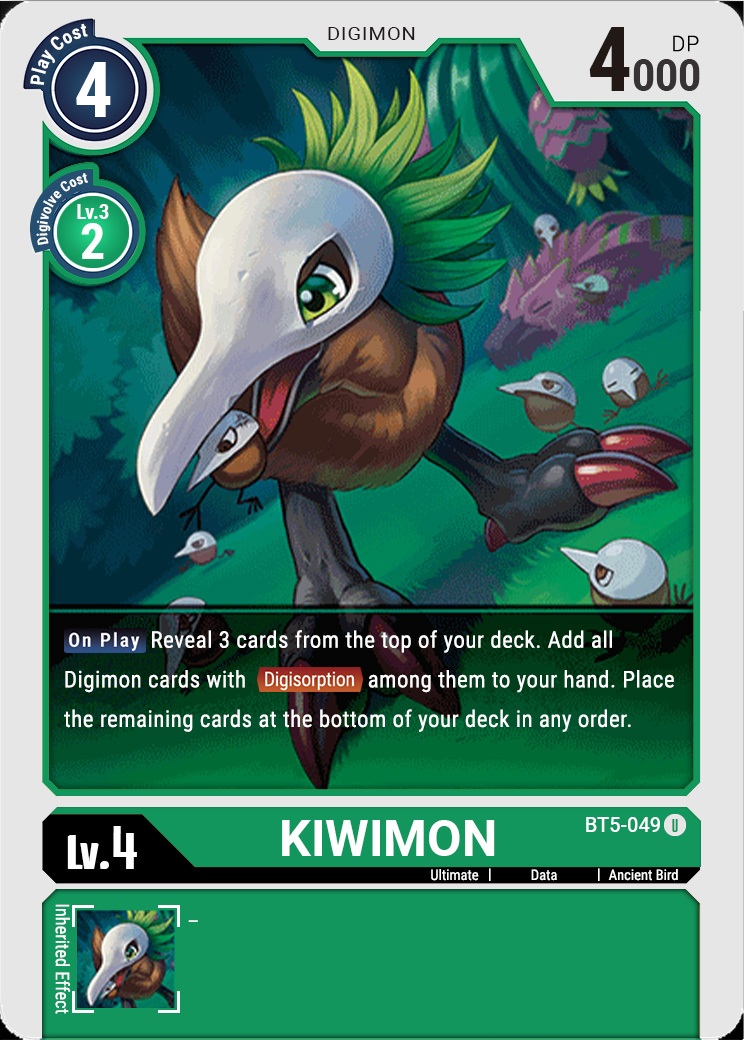 DIGIMON
Play Cost
4
DP
4000
Digivolve Cost
Lv.3
2
On Play Reveal 3 cards from the top of your deck. Add all
Digimon cards with Digisorption among them to your hand. Place
the remaining cards at the bottom of your deck in any order.
Lv.4
KIWIMON
BT5-049 U
Ultimate | Data | Ancient Bird
Inherited Effect
–